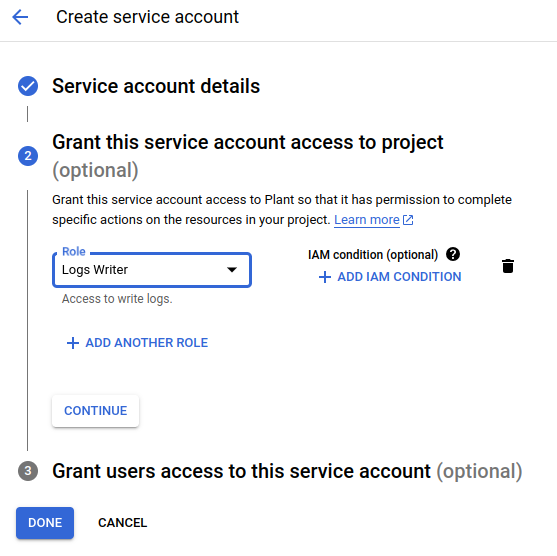 Create service account
Service account details
2
Grant this service account access to project
(optional)
Grant this service account access to Plant so that it has permission to complete
specific actions on the resources in your project. Learn more
Role
Logs Writer
Access to write logs.
IAM condition (optional) ?
+ ADD IAM CONDITION
+ ADD ANOTHER ROLE
CONTINUE
3 Grant users access to this service account (optional)
DONE CANCEL